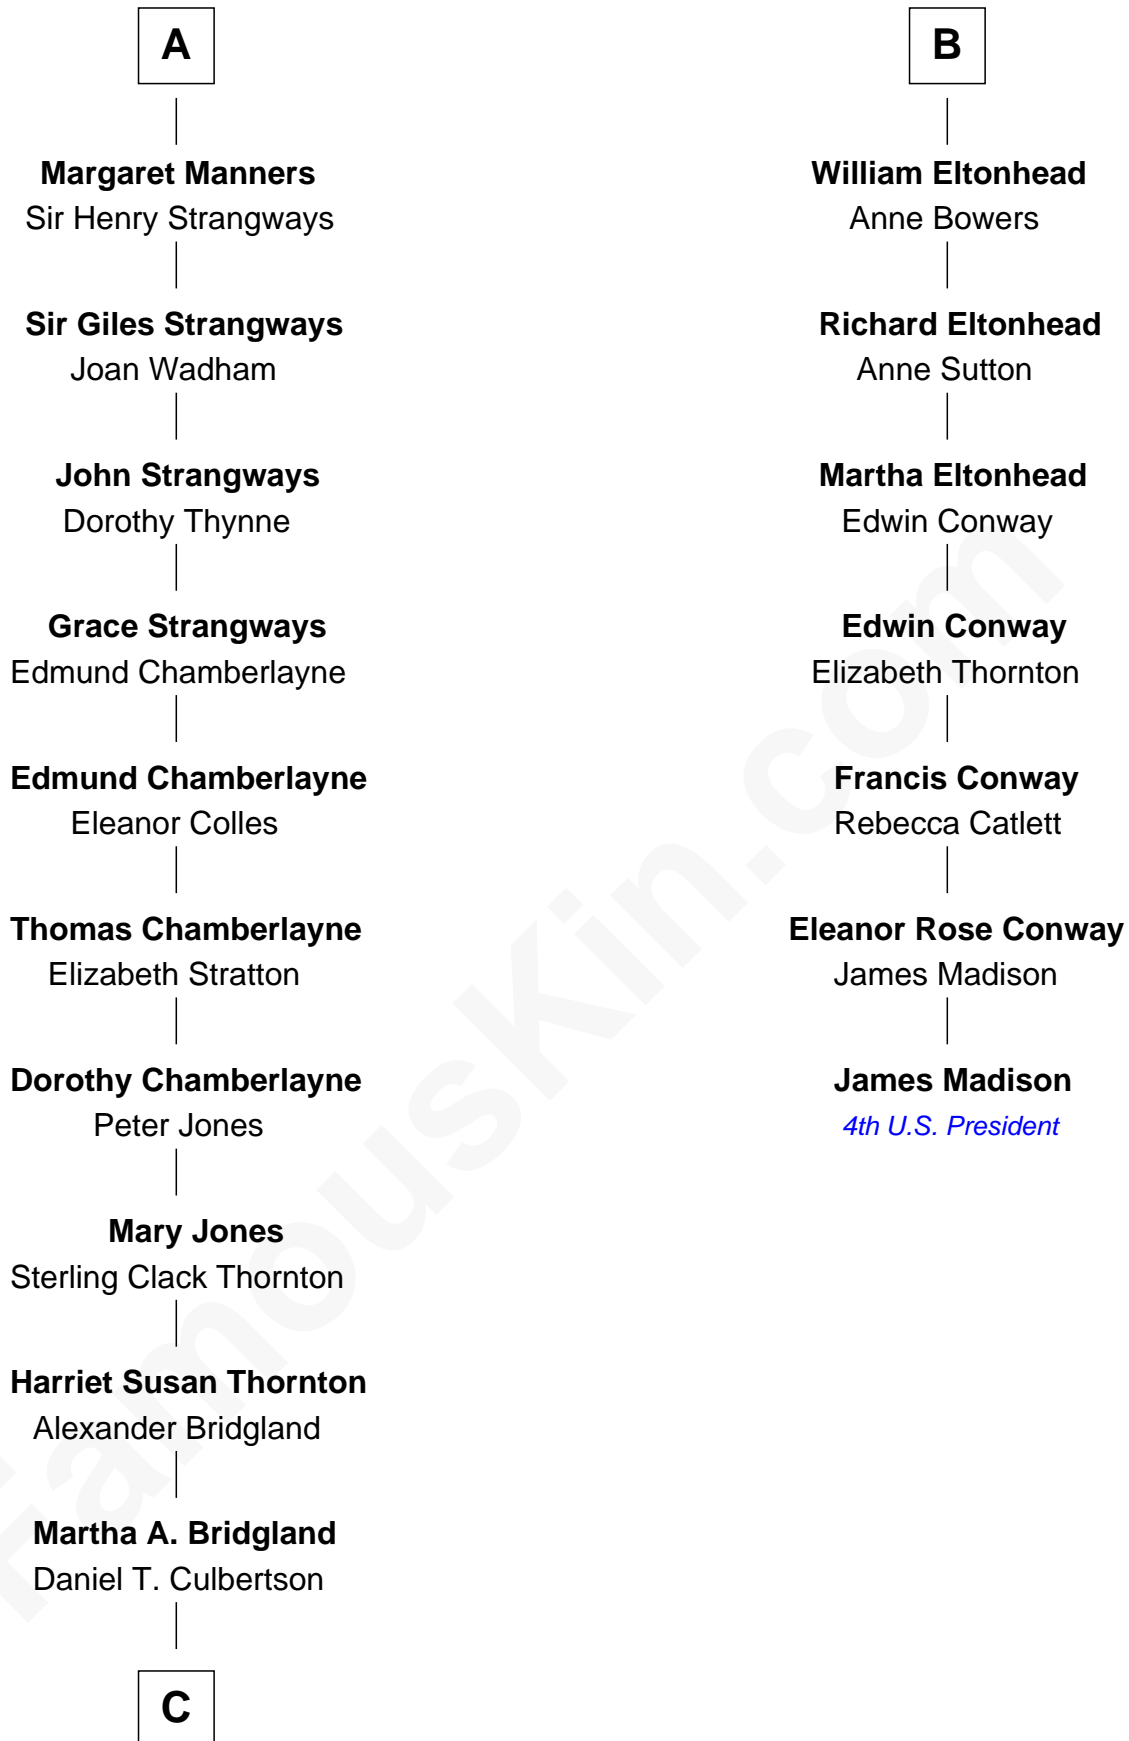 A
Margaret Manners
Sir Henry Strangways
Sir Giles Strangways
Joan Wadham
John Strangways
Dorothy Thynne
Grace Strangways
Edmund Chamberlayne
Edmund Chamberlayne
Eleanor Colles
Thomas Chamberlayne
Elizabeth Stratton
Dorothy Chamberlayne
Peter Jones
Mary Jones
Sterling Clack Thornton
Harriet Susan Thornton
Alexander Bridgland
Martha A. Bridgland
Daniel T. Culbertson
C
B
William Eltonhead
Anne Bowers
Richard Eltonhead
Anne Sutton
Martha Eltonhead
Edwin Conway
Edwin Conway
Elizabeth Thornton
Francis Conway
Rebecca Catlett
Eleanor Rose Conway
James Madison
James Madison
4th U.S. President
FamousKin.com